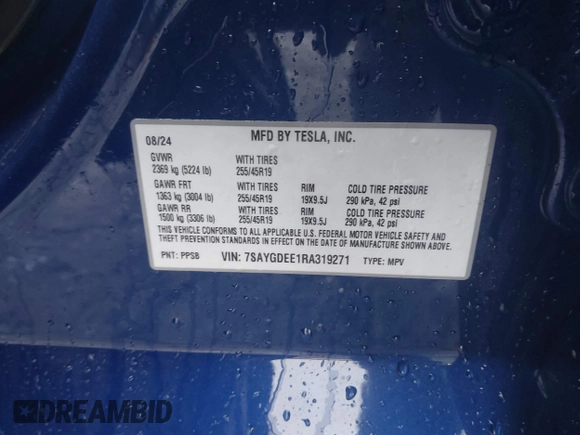 08/24 MFD BY TESLA, INC.
GVWR WITH TIRES
2369 kg (5224 lb) 255/45R19
GAWR FRT WITH TIRES RIM COLD TIRE PRESSURE
1363 kg (3004 lb) 255/45R19 19X9.5J 290 kPa, 42 psi
GAWR RR WITH TIRES RIM COLD TIRE PRESSURE
1500 kg (3306 lb) 255/45R19 19X9.5J 290 kPa, 42 psi
THIS VEHICLE CONFORMS TO ALL APPLICABLE U.S. FEDERAL MOTOR VEHICLE SAFETY AND
THEFT PREVENTION STANDARDS IN EFFECT ON THE DATE OF MANUFACTURE SHOWN ABOVE.
PNT: PPSB VIN: 7SAYGDEE1RA319271 TYPE: MPV
DREAMBID